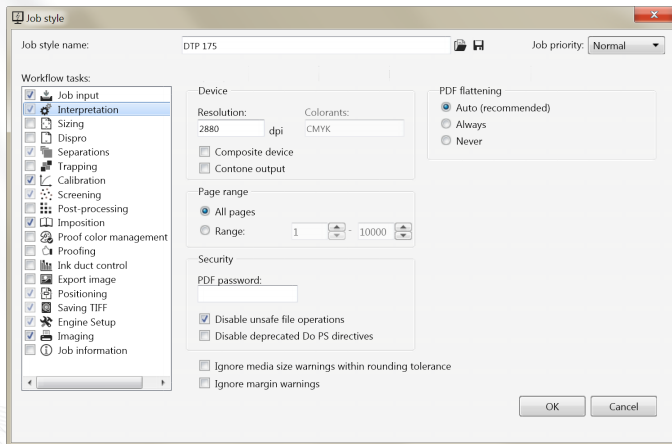 Job style
Job style name:
DTP 175
Job priority:
Normal
Workflow tasks:
Job input
Interpretation
Sizing
Dispro
Separations
Trapping
Calibration
Screening
Post-processing
Imposition
Proof color management
Proofing
Ink duct control
Export image
Positioning
Saving TIFF
Engine Setup
Imaging
Job information
Device
Resolution:
Colorants:
2880
dpi
CMYK
Composite device
Contone output
Page range
All pages
Range:
1 - 10000
Security
PDF password:
Disable unsafe file operations
Disable deprecated Do PS directives
Ignore media size warnings within rounding tolerance
Ignore margin warnings
PDF flattening
Auto (recommended)
Always
Never
OK
Cancel